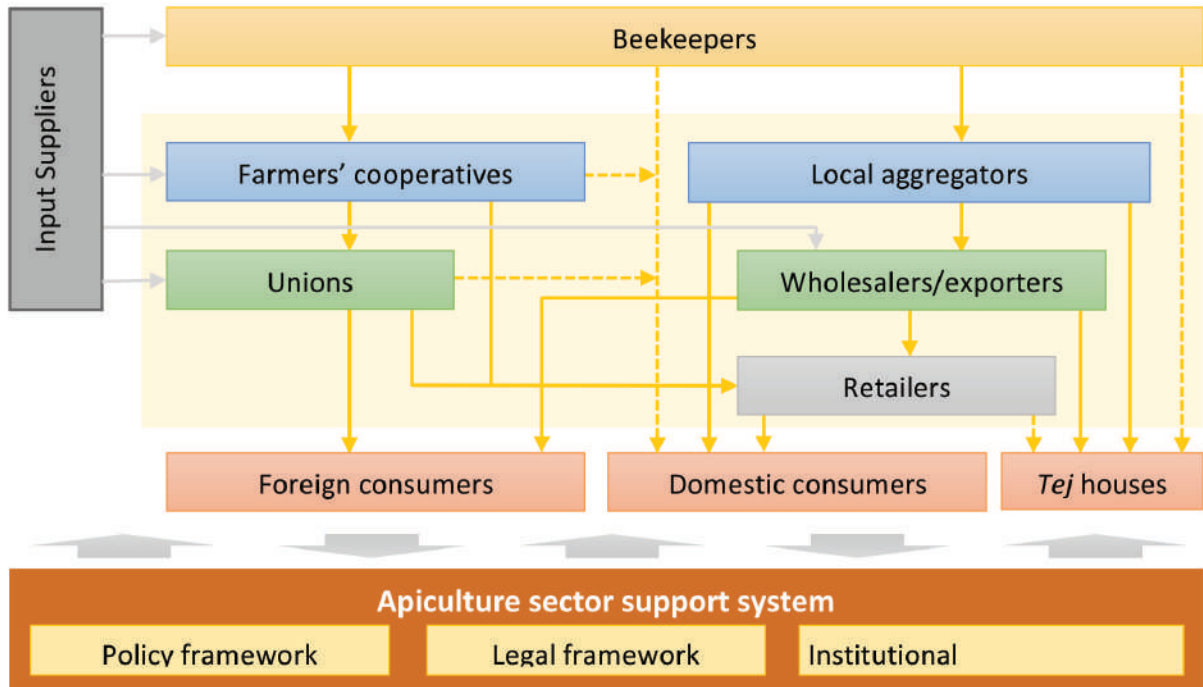 Input Suppliers
Beekeepers
Farmers’ cooperatives
Local aggregators
Unions
Wholesalers/exporters
Retailers
Foreign consumers
Domestic consumers
Tej houses
Apiculture sector support system
Policy framework
Legal framework
Institutional